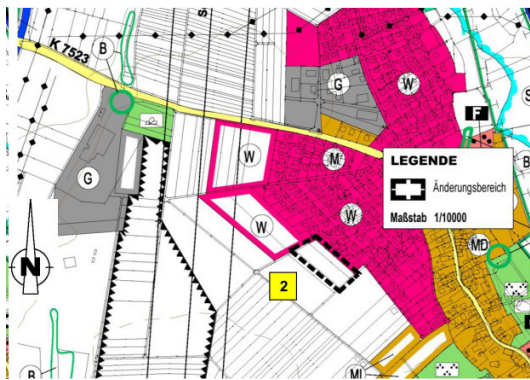 K 7523
B
S
G
W
F
W
M
LEGENDE
Änderungsbereich
Maßstab 1/10000
B
G
W
W
MD
N
2
B
MI